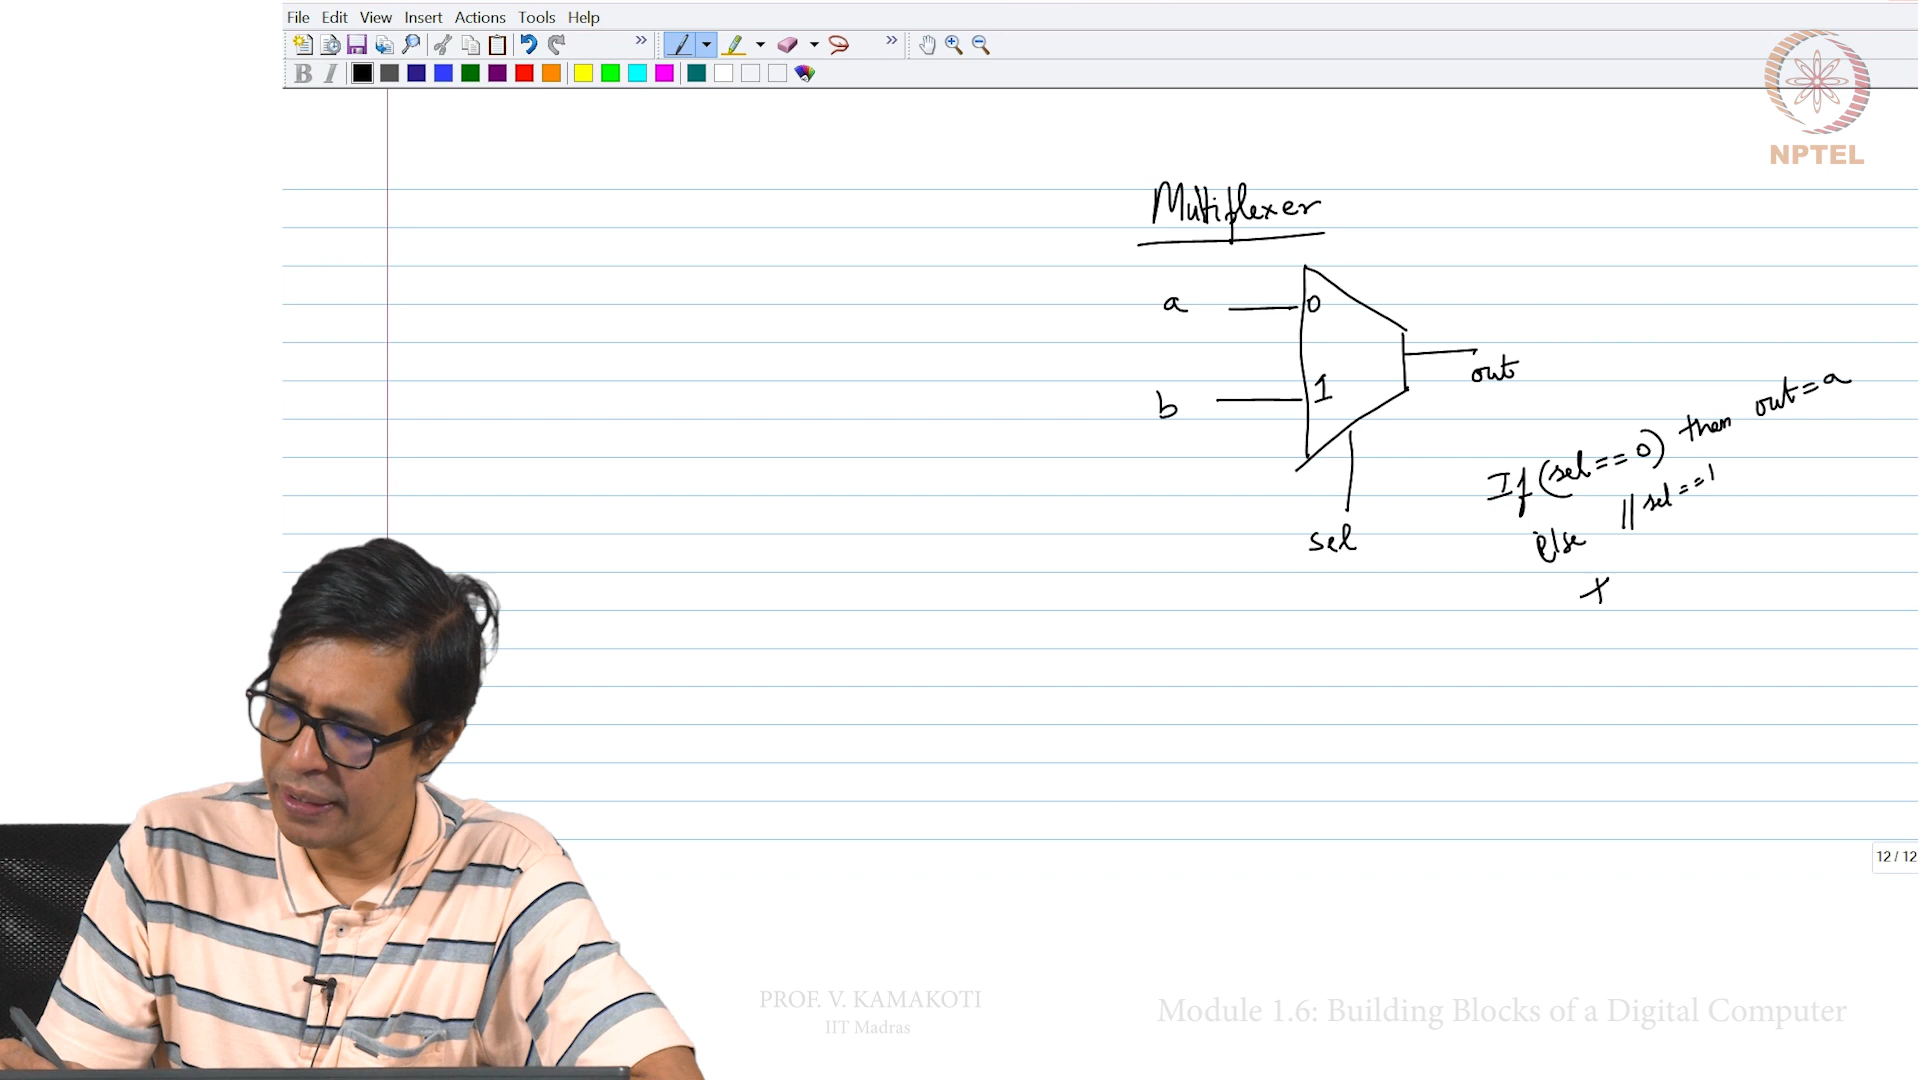 File Edit View Insert Actions Tools Help
B I
NPTEL
Multiplexer
a 0
out
b 1
sel
If (sel==0) then out=a
else // sel==1
12 / 12
PROF. V. KAMAKOTI
IIT Madras
Module 1.6: Building Blocks of a Digital Computer